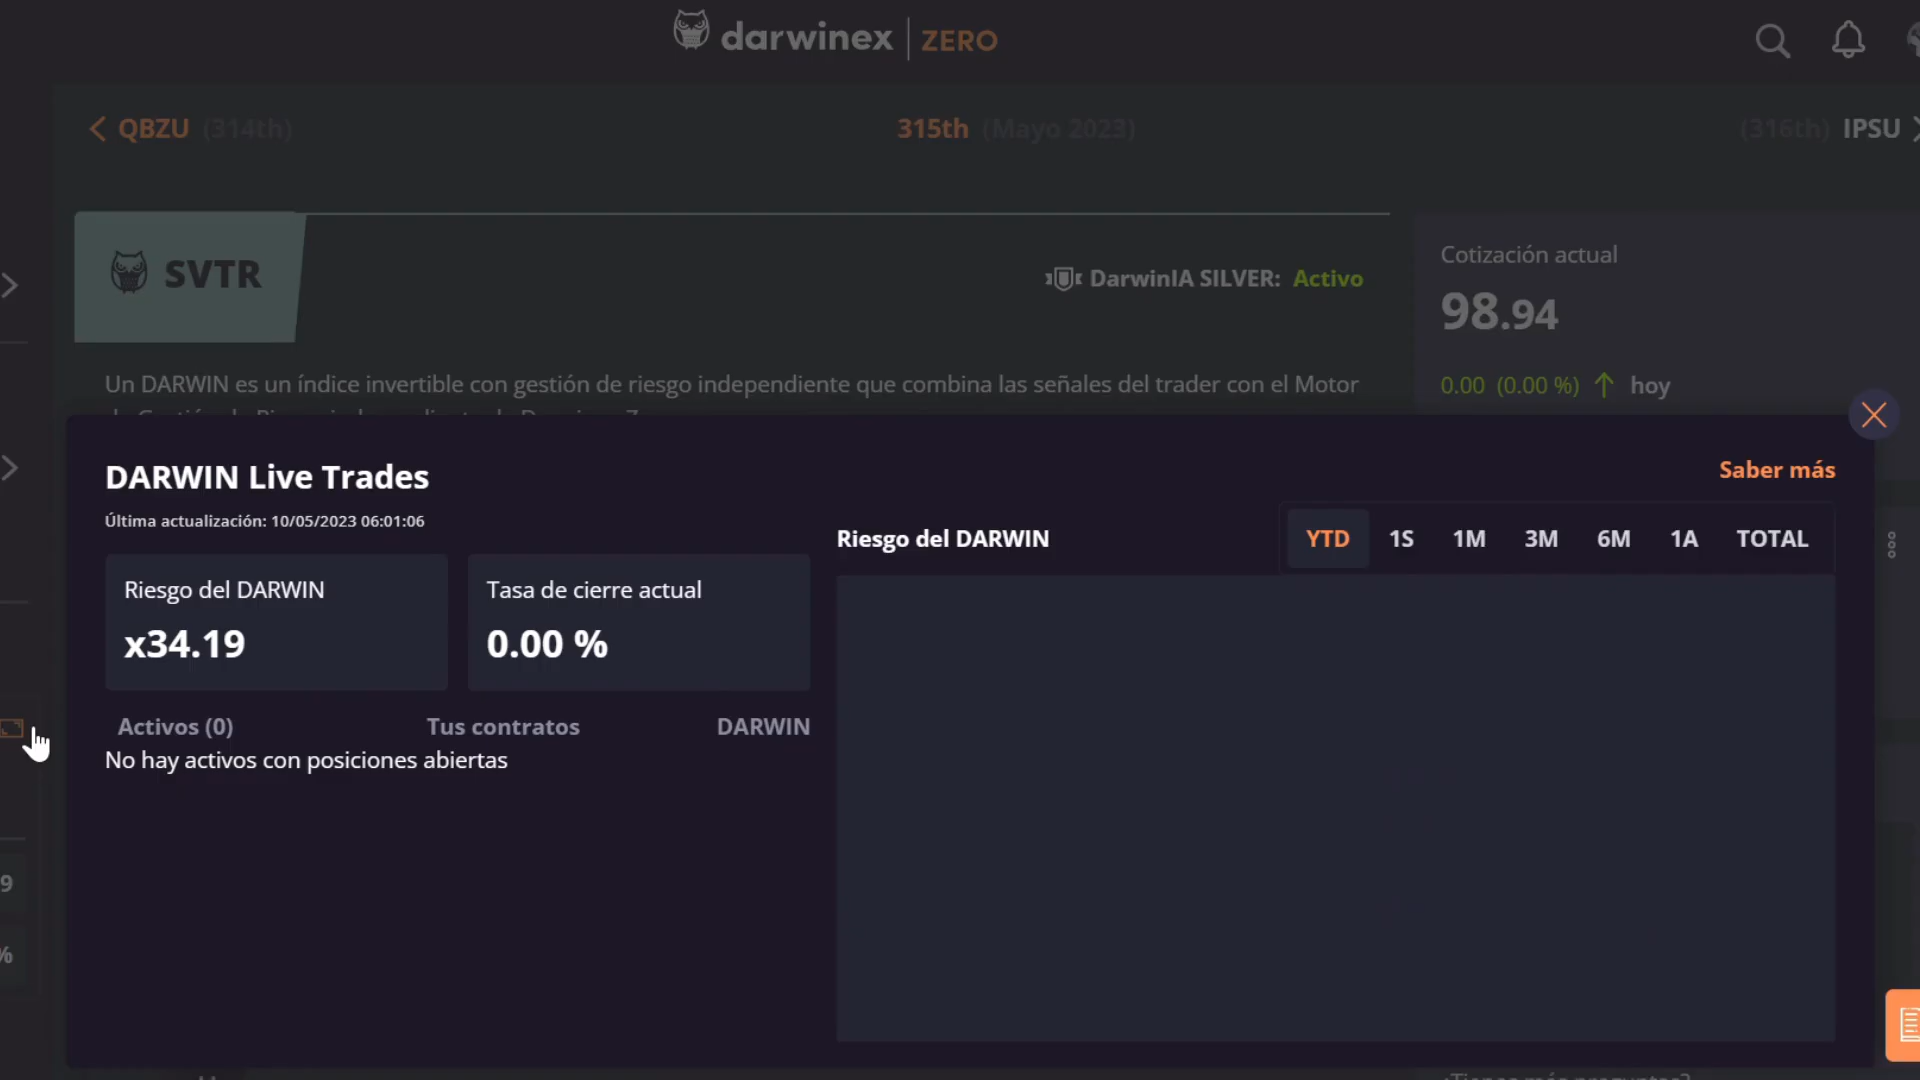 darwinex | ZERO
QBZU (314th)
315th (Mayo 2023)
(316th) IPSU
SVTR
DarwinIA SILVER: Activo
Cotización actual
98.94
0.00 (0.00 %) hoy
Un DARWIN es un índice invertible con gestión de riesgo independiente que combina las señales del trader con el Motor
DARWIN Live Trades
Saber más
Última actualización: 10/05/2023 06:01:06
Riesgo del DARWIN
YTD 1S 1M 3M 6M 1A TOTAL
Riesgo del DARWIN
x34.19
Tasa de cierre actual
0.00 %
Activos (0) Tus contratos DARWIN
No hay activos con posiciones abiertas
9
%